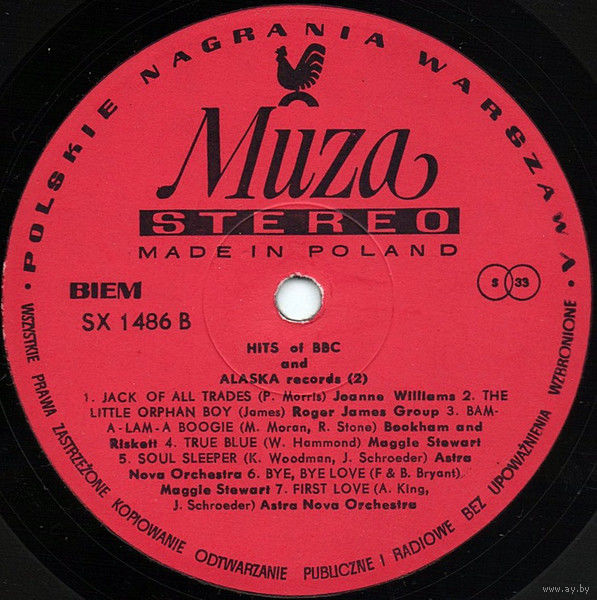 • POLSKIE NAGRANIA WARSZAWA •
Muza
STEREO
MADE IN POLAND
BIEM
SX 1486 B
S 33
HITS of BBC
and
ALASKA records (2)
1. JACK OF ALL TRADES (P. Morris) Joanne Williams 2. THE
LITTLE ORPHAN BOY (James) Roger James Group 3. BAM-
A-LAM-A BOOGIE (M. Moran, R. Stone) Bookham and
Riskett 4. TRUE BLUE (W. Hammond) Maggie Stewart
5. SOUL SLEEPER (K. Woodman, J. Schroeder) Astra
Nova Orchestra 6. BYE, BYE LOVE (F & B. Bryant)
Maggie Stewart 7. FIRST LOVE (A. King,
J. Schroeder) Astra Nova Orchestra
WSZYSTKIE PRAWA ZASTRZEŻONE KOPIOWANIE ODTWARZANIE PUBLICZNE I RADIOWE BEZ UPOWAŻNIENIA WZBRONIONE
www.ay.by